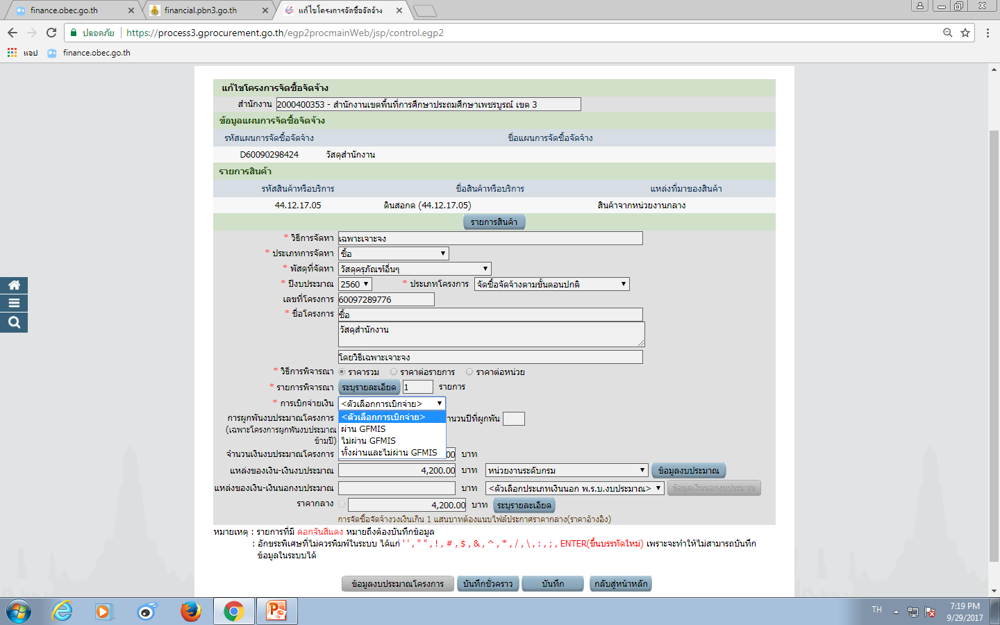 finance.obec.go.th
financial.pbn3.go.th
แก้ไขโครงการจัดซื้อจัดจ้าง
ปลอดภัย
https://process3.gprocurement.go.th/egp2procmainWeb/jsp/control.egp2
แอป
finance.obec.go.th
แก้ไขโครงการจัดซื้อจัดจ้าง
สำนักงาน 2000400353 - สำนักงานเขตพื้นที่การศึกษาประถมศึกษาเพชรบูรณ์ เขต 3
ข้อมูลแผนการจัดซื้อจัดจ้าง
รหัสแผนการจัดซื้อจัดจ้าง ชื่อแผนการจัดซื้อจัดจ้าง
D60090298424 วัสดุสำนักงาน
รายการสินค้า
รหัสสินค้าหรือบริการ ชื่อสินค้าหรือบริการ แหล่งที่มาของสินค้า
44.12.17.05 ดินสอกด (44.12.17.05) สินค้าจากหน่วยงานกลาง
รายการสินค้า
* วิธีการจัดหา เฉพาะเจาะจง
* ประเภทการจัดหา ซื้อ
* พัสดุที่จัดหา วัสดุครุภัณฑ์อื่นๆ
* ปีงบประมาณ 2560 * ประเภทโครงการ จัดซื้อจัดจ้างตามขั้นตอนปกติ
เลขที่โครงการ 60097289776
* ชื่อโครงการ ซื้อ
วัสดุสำนักงาน
โดยวิธีเฉพาะเจาะจง
* วิธีการพิจารณา ราคารวม ราคาต่อรายการ ราคาต่อหน่วย
* รายการพิจารณา ระบุรายละเอียด 1 รายการ
* การเบิกจ่ายเงิน <ตัวเลือกการเบิกจ่าย>
<ตัวเลือกการเบิกจ่าย>
ผ่าน GFMIS
ไม่ผ่าน GFMIS
ทั้งผ่านและไม่ผ่าน GFMIS
การผูกพันงบประมาณโครงการ านวนปีที่ผูกพัน
(เฉพาะโครงการผูกพันงบประมาณ
ข้ามปี)
จำนวนเงินงบประมาณโครงการ 00 บาท
แหล่งของเงิน-เงินงบประมาณ 4,200.00 บาท หน่วยงานระดับกรม ข้อมูลงบประมาณ
แหล่งของเงิน-เงินนอกงบประมาณ บาท <ตัวเลือกประเภทเงินนอก พ.ร.บ.งบประมาณ> ข้อมูลเงินนอกงบประมาณ
ราคากลาง 4,200.00 บาท ระบุรายละเอียด
การจัดซื้อจัดจ้างวงเงินเกิน 1 แสนบาทต้องแนบไฟล์ประกาศราคากลาง(ราคาอ้างอิง)
หมายเหตุ : รายการที่มี ดอกจันสีแดง หมายถึงต้องบันทึกข้อมูล
: อักขระพิเศษที่ไม่ควรพิมพ์ในระบบ ได้แก่ ' ' , " " , ! , # , $ , & , ^ , * , / , \ , : , ; , ENTER(ขึ้นบรรทัดใหม่) เพราะจะทำให้ไม่สามารถบันทึก
ข้อมูลในระบบได้
ข้อมูลงบประมาณโครงการ บันทึกชั่วคราว บันทึก กลับสู่หน้าหลัก
TH
7:19 PM
9/29/2017